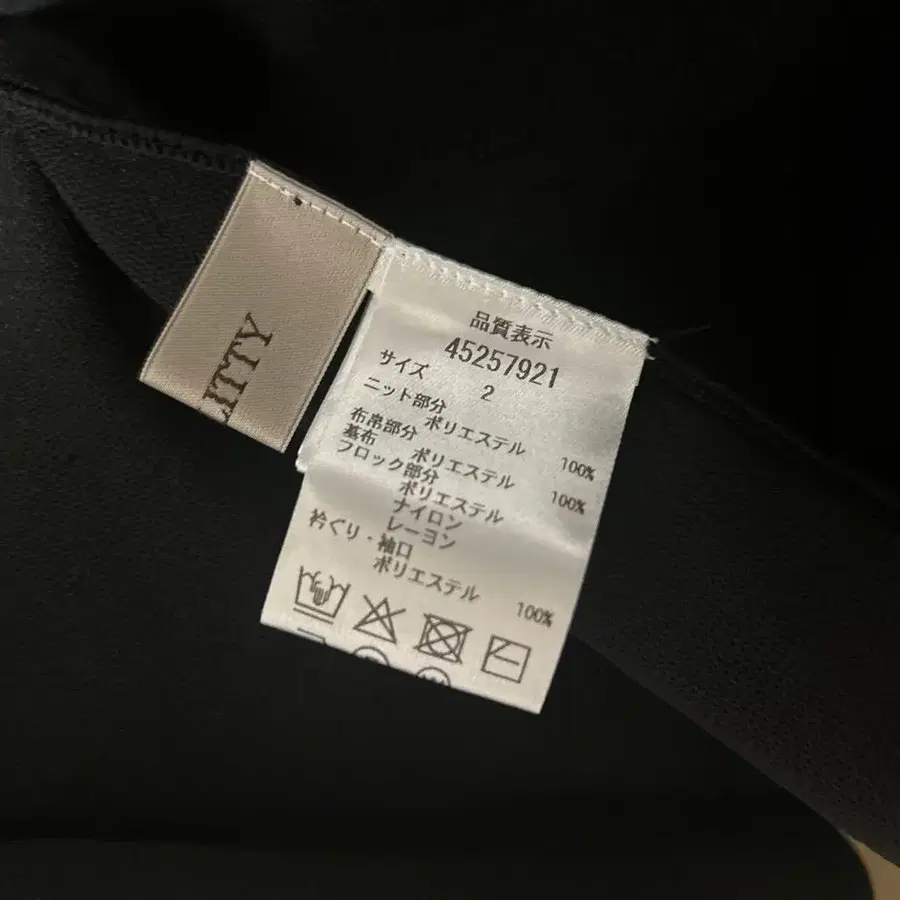 LITTY
品質表示
45257921
サイズ 2
ニット部分
ポリエステル 100%
布帛部分
基布 ポリエステル 100%
フロック部分
ポリエステル
ナイロン
レーヨン
衿ぐり・袖口
ポリエステル 100%